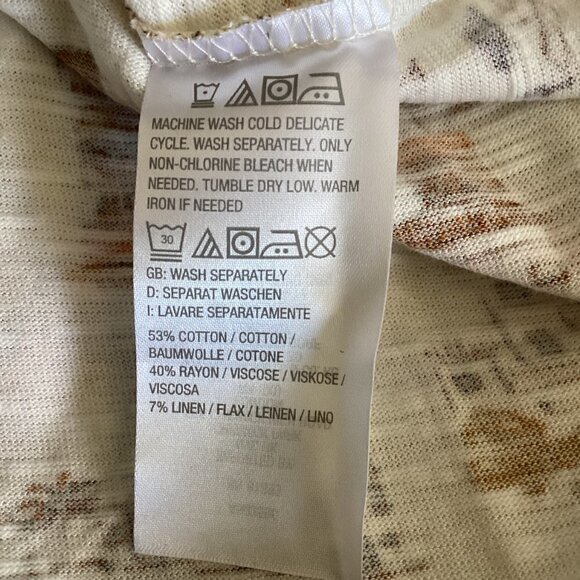 MACHINE WASH COLD DELICATE
CYCLE. WASH SEPARATELY. ONLY
NON-CHLORINE BLEACH WHEN
NEEDED. TUMBLE DRY LOW. WARM
IRON IF NEEDED
30
GB: WASH SEPARATELY
D: SEPARAT WASCHEN
I: LAVARE SEPARATAMENTE
53% COTTON / COTTON /
BAUMWOLLE / COTONE
40% RAYON / VISCOSE / VISKOSE /
VISCOSA
7% LINEN / FLAX / LEINEN / LINO